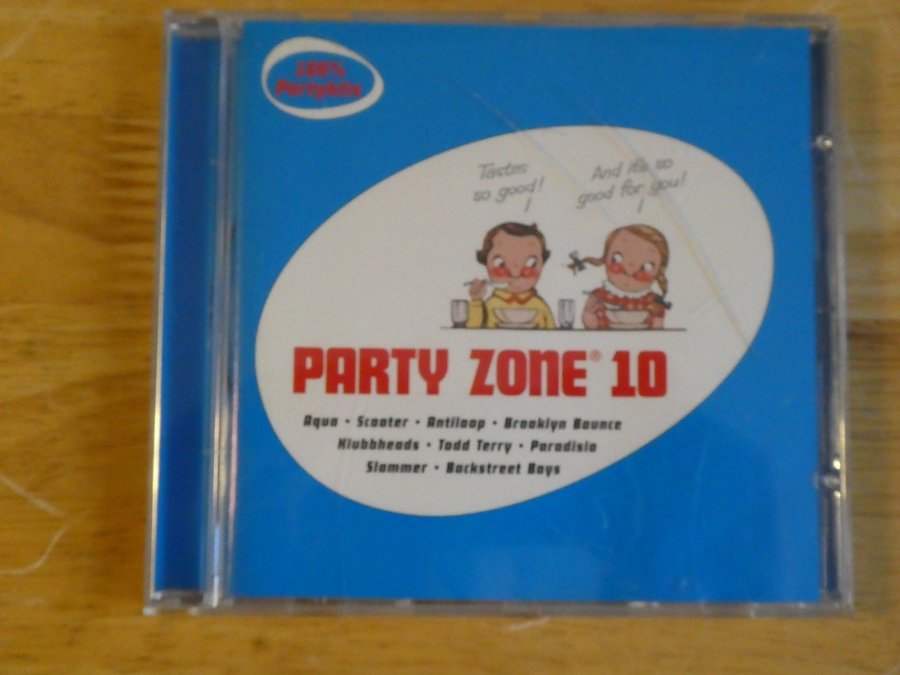 100%
Partyhits
Tastes
so good!
And it's so
good for you!
PARTY ZONE® 10
Aqua • Scooter • Antiloop • Brooklyn Bounce
Klubbheads • Todd Terry • Paradisio
Slammer • Backstreet Boys